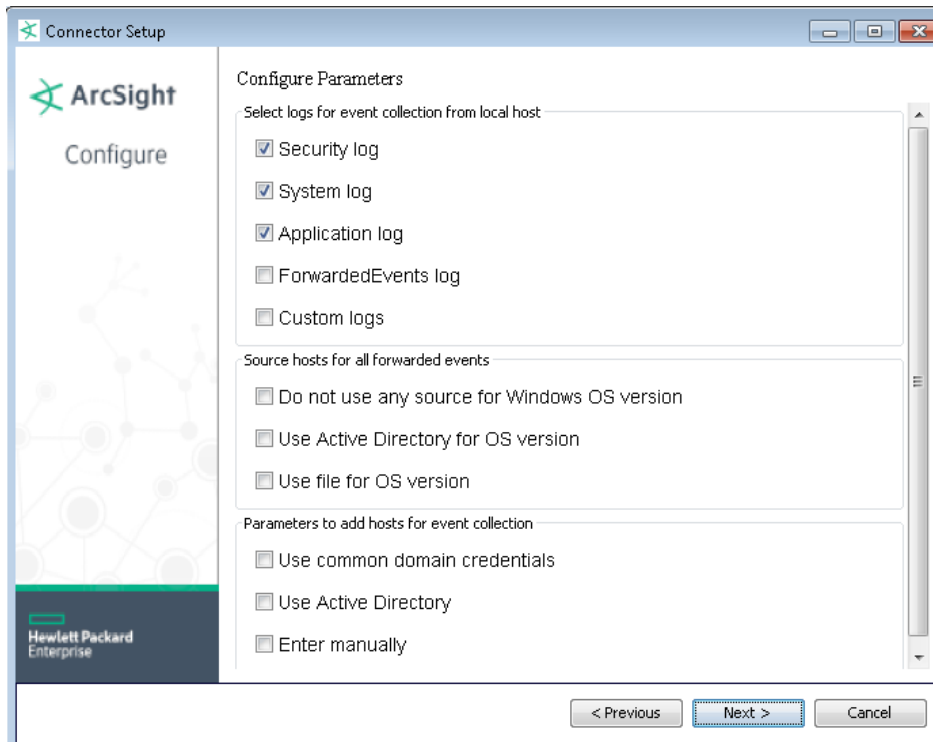 Connector Setup
ArcSight
Configure
Configure Parameters
Select logs for event collection from local host
Security log
System log
Application log
ForwardedEvents log
Custom logs
Source hosts for all forwarded events
Do not use any source for Windows OS version
Use Active Directory for OS version
Use file for OS version
Parameters to add hosts for event collection
Use common domain credentials
Use Active Directory
Enter manually
Hewlett Packard
Enterprise
< Previous
Next >
Cancel